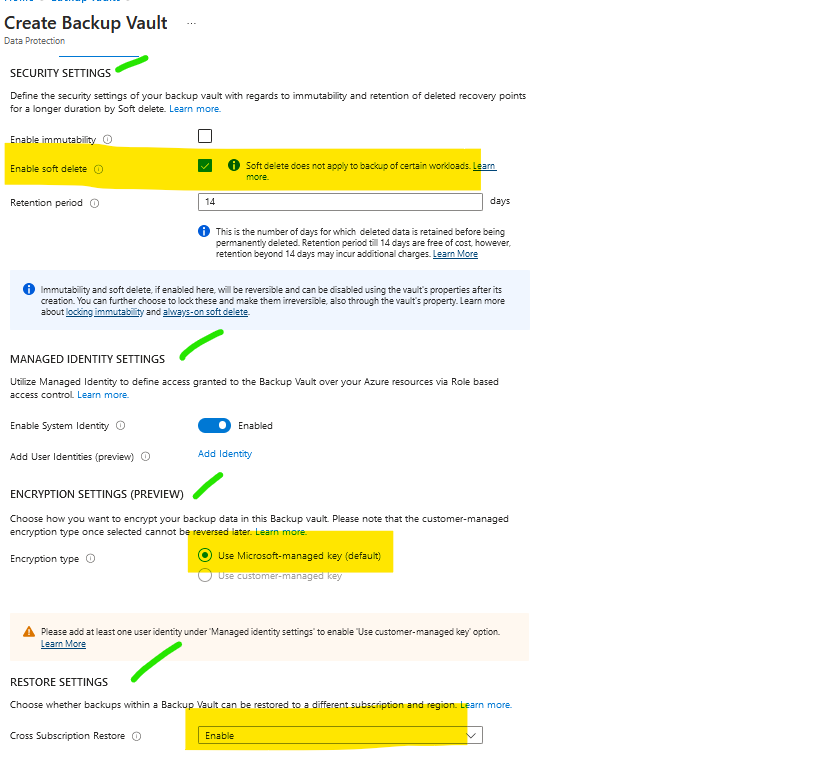 Create Backup Vault ...
Data Protection
SECURITY SETTINGS
Define the security settings of your backup vault with regards to immutability and retention of deleted recovery points
for a longer duration by Soft delete. Learn more.
Enable immutability
Enable soft delete
Soft delete does not apply to backup of certain workloads. Learn
more.
Retention period
14
days
This is the number of days for which deleted data is retained before being
permanently deleted. Retention period till 14 days are free of cost, however,
retention beyond 14 days may incur additional charges. Learn More
Immutability and soft delete, if enabled here, will be reversible and can be disabled using the vault's properties after its
creation. You can further choose to lock these and make them irreversible, also through the vault's property. Learn more
about locking immutability and always-on soft delete.
MANAGED IDENTITY SETTINGS
Utilize Managed Identity to define access granted to the Backup Vault over your Azure resources via Role based
access control. Learn more.
Enable System Identity
Enabled
Add User Identities (preview)
Add Identity
ENCRYPTION SETTINGS (PREVIEW)
Choose how you want to encrypt your backup data in this Backup vault. Please note that the customer-managed
encryption type once selected cannot be reversed later. Learn more.
Encryption type
Use Microsoft-managed key (default)
Use customer-managed key
Please add at least one user identity under 'Managed identity settings' to enable 'Use customer-managed key' option.
Learn More
RESTORE SETTINGS
Choose whether backups within a Backup Vault can be restored to a different subscription and region. Learn more.
Cross Subscription Restore
Enable